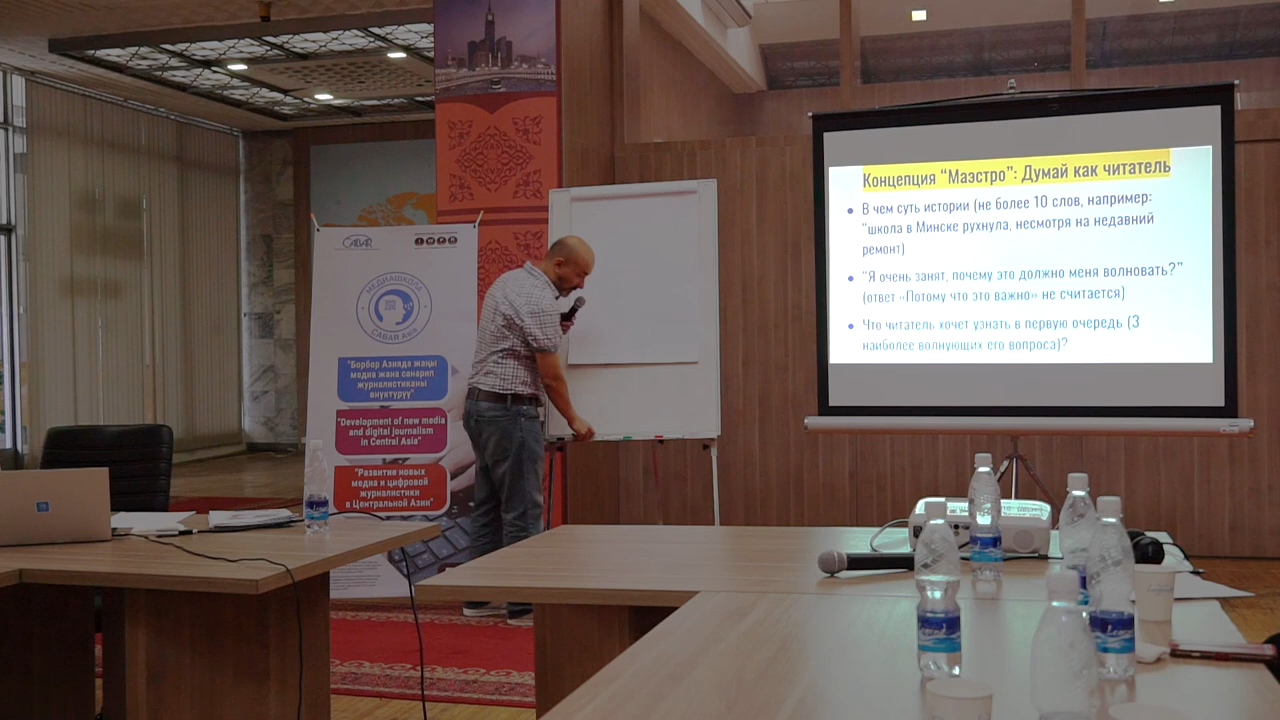 CABAR
IWPR
МЕДИАШКОЛА
CABAR.Asia
"Борбор Азияда жаңы
медиа жана санарип
журналистиканы
өнүктүрүү"
"Development of new media
and digital journalism
in Central Asia"
"Развитие новых
медиа и цифровой
журналистики
в Центральной Азии"
Концепция "Маэстро": Думай как читатель
• В чем суть истории (не более 10 слов, например:
"школа в Минске рухнула, несмотря на недавний
ремонт)
• "Я очень занят, почему это должно меня волновать?"
(ответ «Потому что это важно» не считается)
• Что читатель хочет узнать в первую очередь (3
наиболее волнующих его вопроса)?